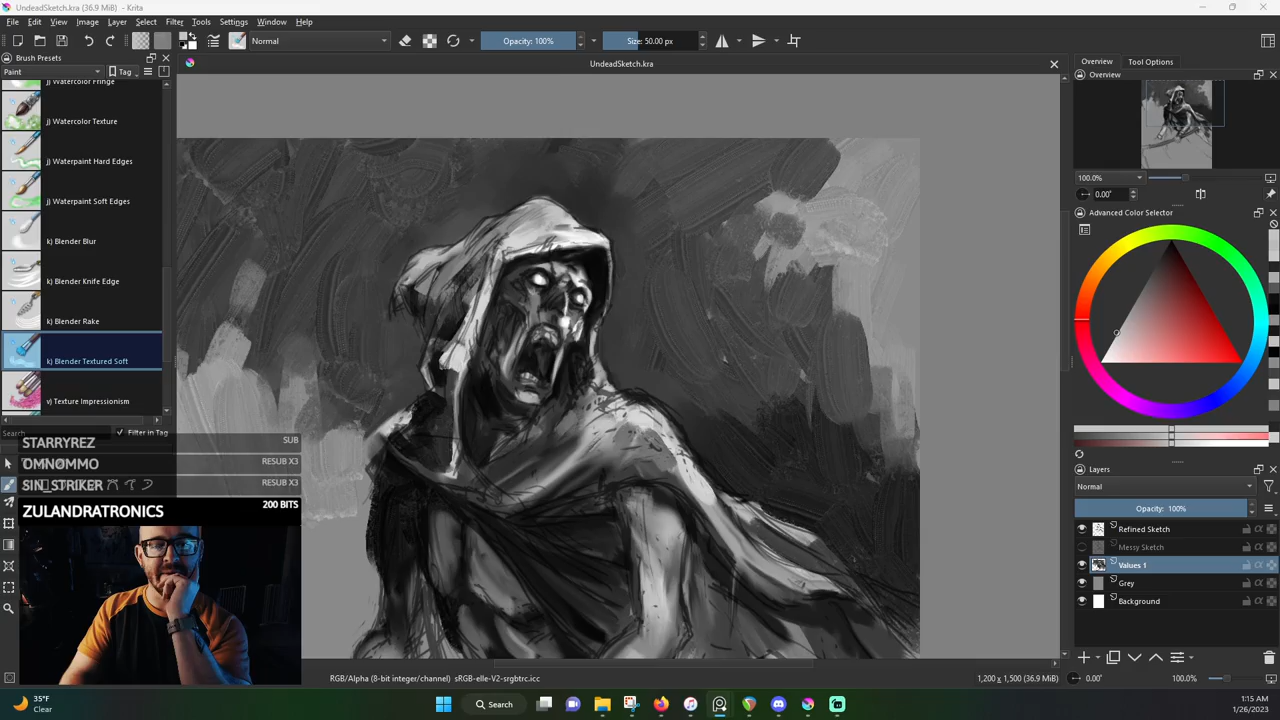 UndeadSketch.kra (36.9 MiB) - Krita
File Edit View Image Layer Select Filter Tools Settings Window Help
Normal
Opacity: 100%
Size: 50.00 px
Brush Presets
Paint
Tag
j) Watercolor Fringe
j) Watercolor Texture
j) Waterpaint Hard Edges
j) Waterpaint Soft Edges
k) Blender Blur
k) Blender Knife Edge
k) Blender Rake
k) Blender Textured Soft
v) Texture Impressionism
Search
Filter in Tag
STARRYREZ SUB
OMNOMMO RESUB X3
SIN_STRIKER RESUB X3
ZULANDRATRONICS 200 BITS
UndeadSketch.kra
Overview Tool Options
Overview
100.0%
0.00°
Advanced Color Selector
Layers
Normal
Opacity: 100%
Refined Sketch
Messy Sketch
Values 1
Grey
Background
RGB/Alpha (8-bit integer/channel) sRGB-elle-V2-srgbtrc.icc
1,200 x 1,500 (36.9 MiB)
0.00°
100.0%
35°F
Clear
Search
1:15 AM
1/26/2023